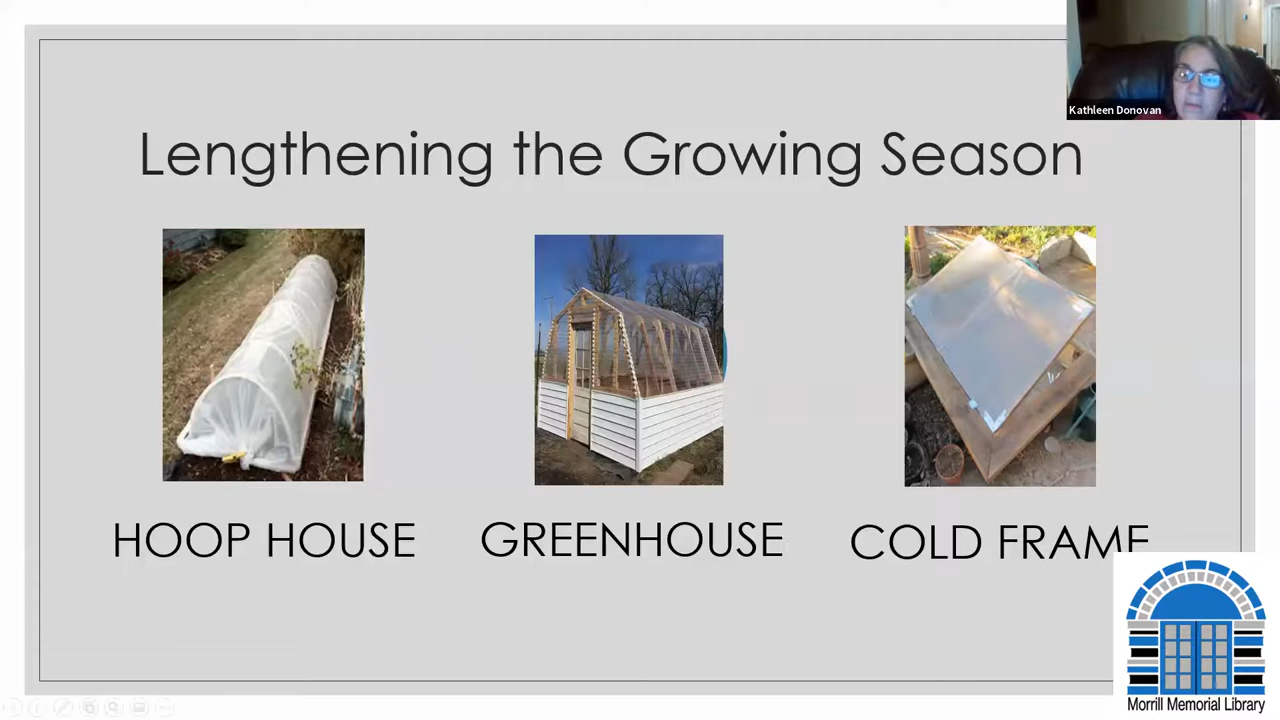 Kathleen Donovan
Lengthening the Growing Season
HOOP HOUSE
GREENHOUSE
COLD FRAME
Morrill Memorial Library